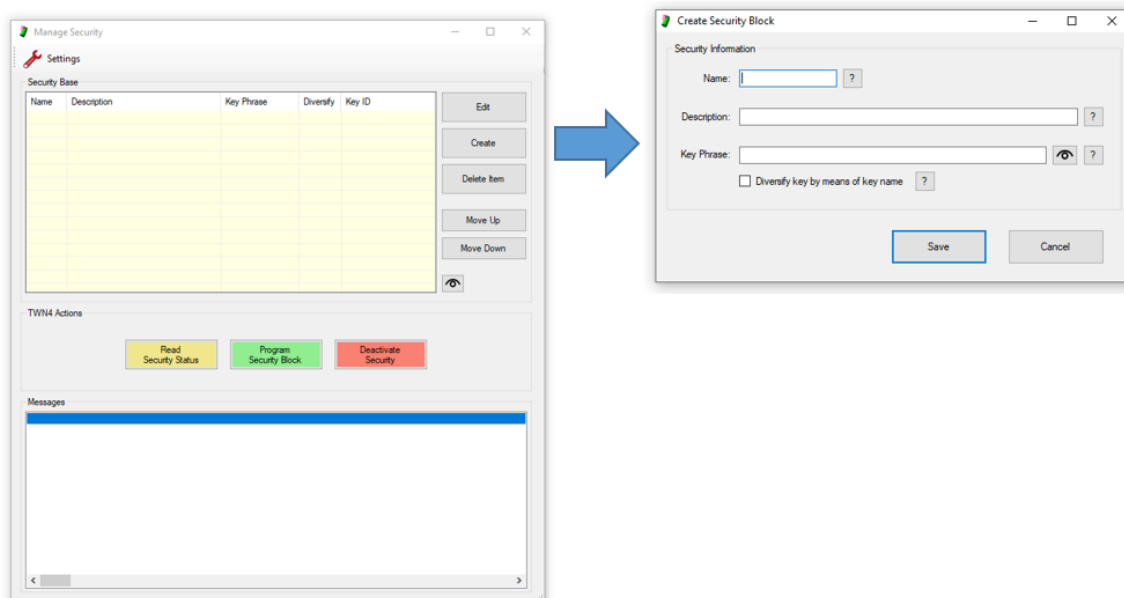 Manage Security
Settings
Security Base
Name Description Key Phrase Diversify Key ID
Edit
Create
Delete Item
Move Up
Move Down
TWN4 Actions
Read
Security Status
Program
Security Block
Deactivate
Security
Messages
Create Security Block
Security Information
Name: ?
Description: ?
Key Phrase: ?
Diversify key by means of key name ?
Save Cancel